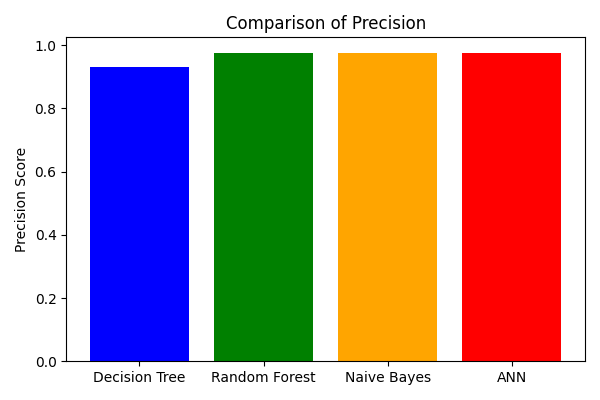 Comparison of Precision
Precision Score
1.0
0.8
0.6
0.4
0.2
0.0
Decision Tree Random Forest Naive Bayes ANN